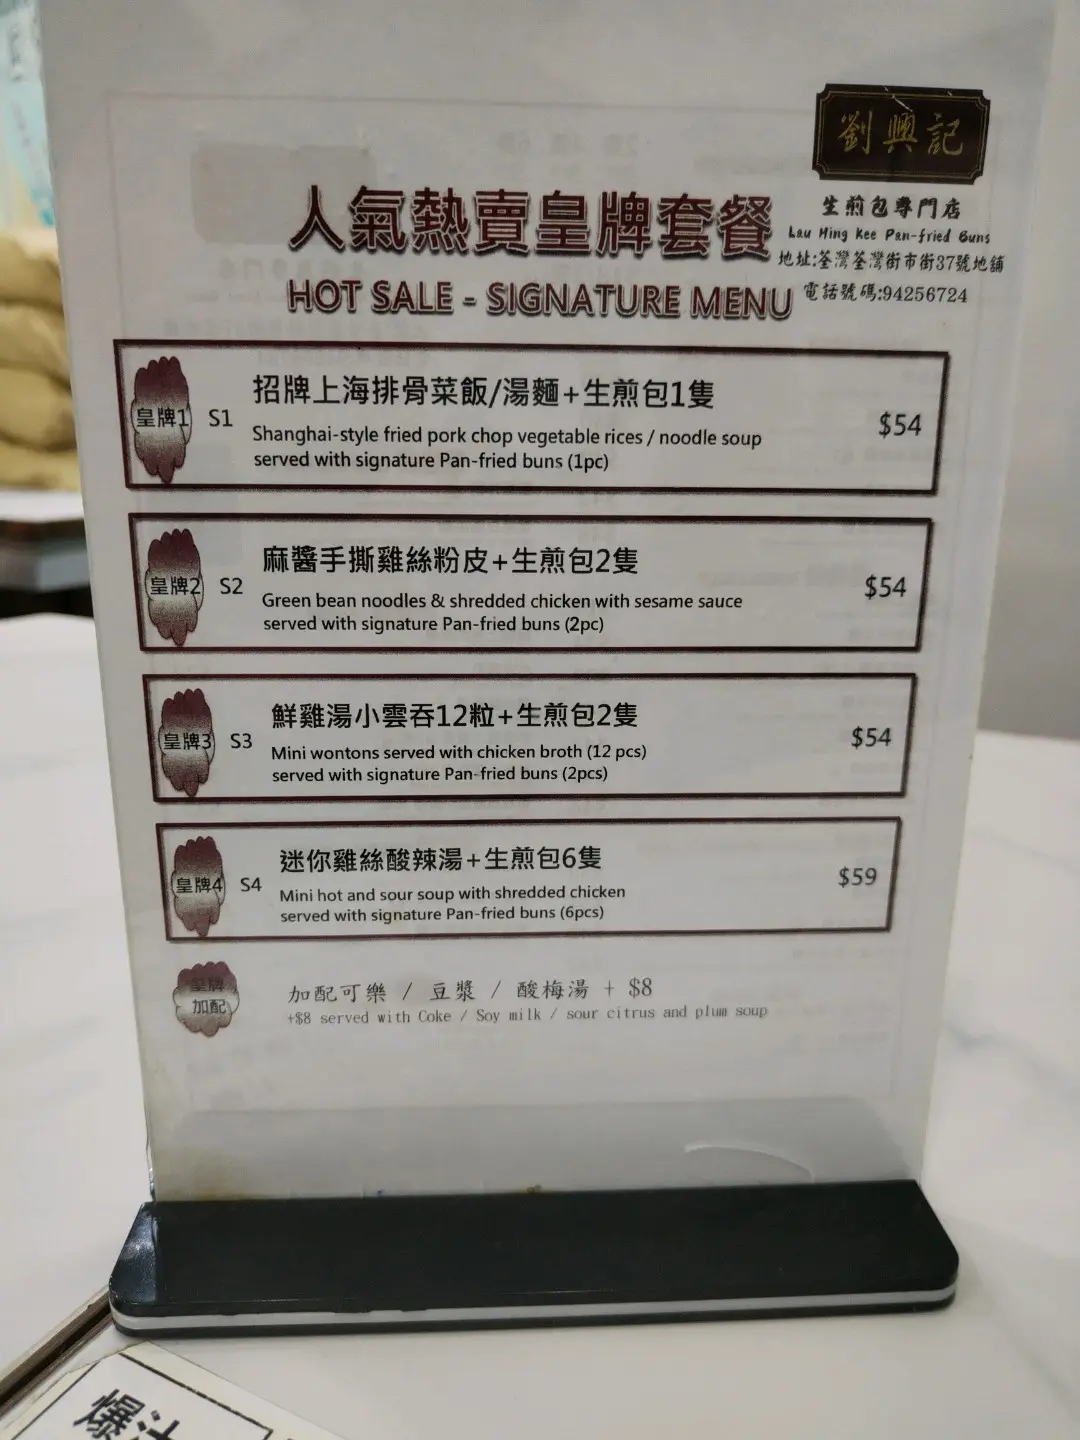 劉興記
生煎包專門店
Lau Hing Kee Pan-fried Buns
地址:荃灣荃灣街市街37號地舖
電話號碼:94256724
人氣熱賣皇牌套餐
HOT SALE - SIGNATURE MENU
皇牌1 S1 招牌上海排骨菜飯/湯麵+生煎包1隻 $54
Shanghai-style fried pork chop vegetable rices / noodle soup
served with signature Pan-fried buns (1pc)
皇牌2 S2 麻醬手撕雞絲粉皮+生煎包2隻 $54
Green bean noodles & shredded chicken with sesame sauce
served with signature Pan-fried buns (2pc)
皇牌3 S3 鮮雞湯小雲吞12粒+生煎包2隻 $54
Mini wontons served with chicken broth (12 pcs)
served with signature Pan-fried buns (2pcs)
皇牌4 S4 迷你雞絲酸辣湯+生煎包6隻 $59
Mini hot and sour soup with shredded chicken
served with signature Pan-fried buns (6pcs)
皇牌
加配
加配可樂 / 豆漿 / 酸梅湯 + $8
+$8 served with Coke / Soy milk / sour citrus and plum soup
爆汁